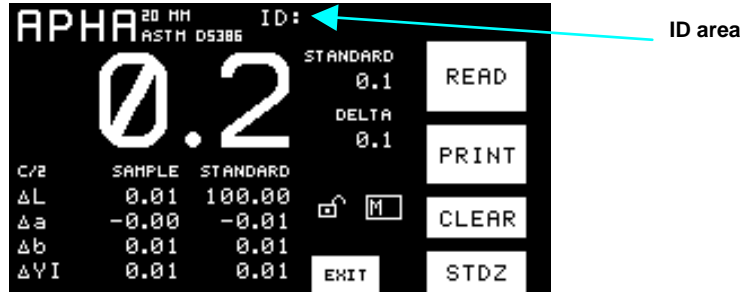 APHA 20 MM ASTM D5386 ID:
ID area
0.2
STANDARD
0.1
DELTA
0.1
READ
PRINT
CLEAR
STDZ
C/2 SAMPLE STANDARD
ΔL 0.01 100.00
Δa -0.00 -0.01
Δb 0.01 0.01
ΔYI 0.01 0.01
M
EXIT